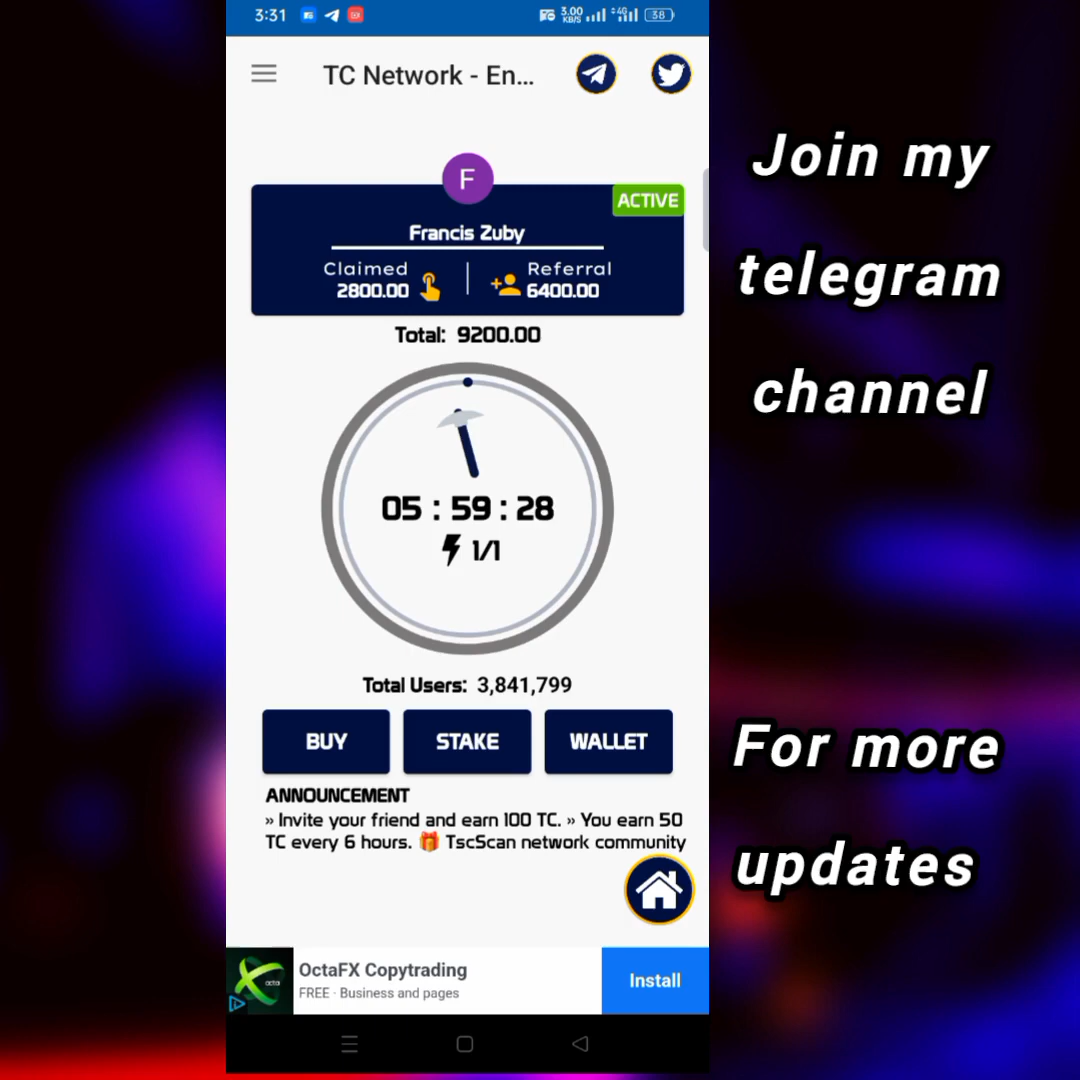 3:31
3.00
KB/S
4G
38
TC Network - En...
F
ACTIVE
Francis Zuby
Claimed
2800.00
Referral
6400.00
Total: 9200.00
05 : 59 : 28
1/1
Total Users: 3,841,799
BUY
STAKE
WALLET
ANNOUNCEMENT
» Invite your friend and earn 100 TC. » You earn 50
TC every 6 hours. 🎁 TscScan network community
octa
OctaFX Copytrading
FREE · Business and pages
Install
Join my
telegram
channel
For more
updates